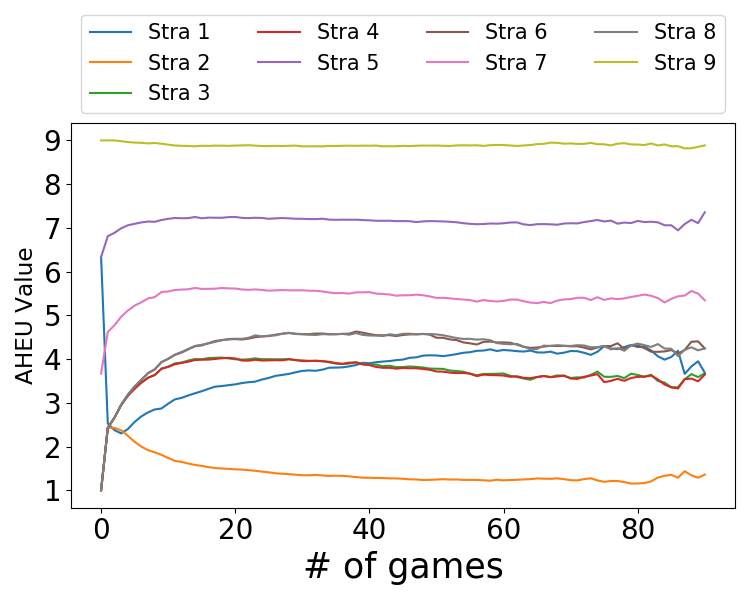 Stra 1 Stra 4 Stra 6 Stra 8
Stra 2 Stra 5 Stra 7 Stra 9
Stra 3
9
8
7
6
5
4
3
2
1
AHEU Value
0 20 40 60 80
# of games